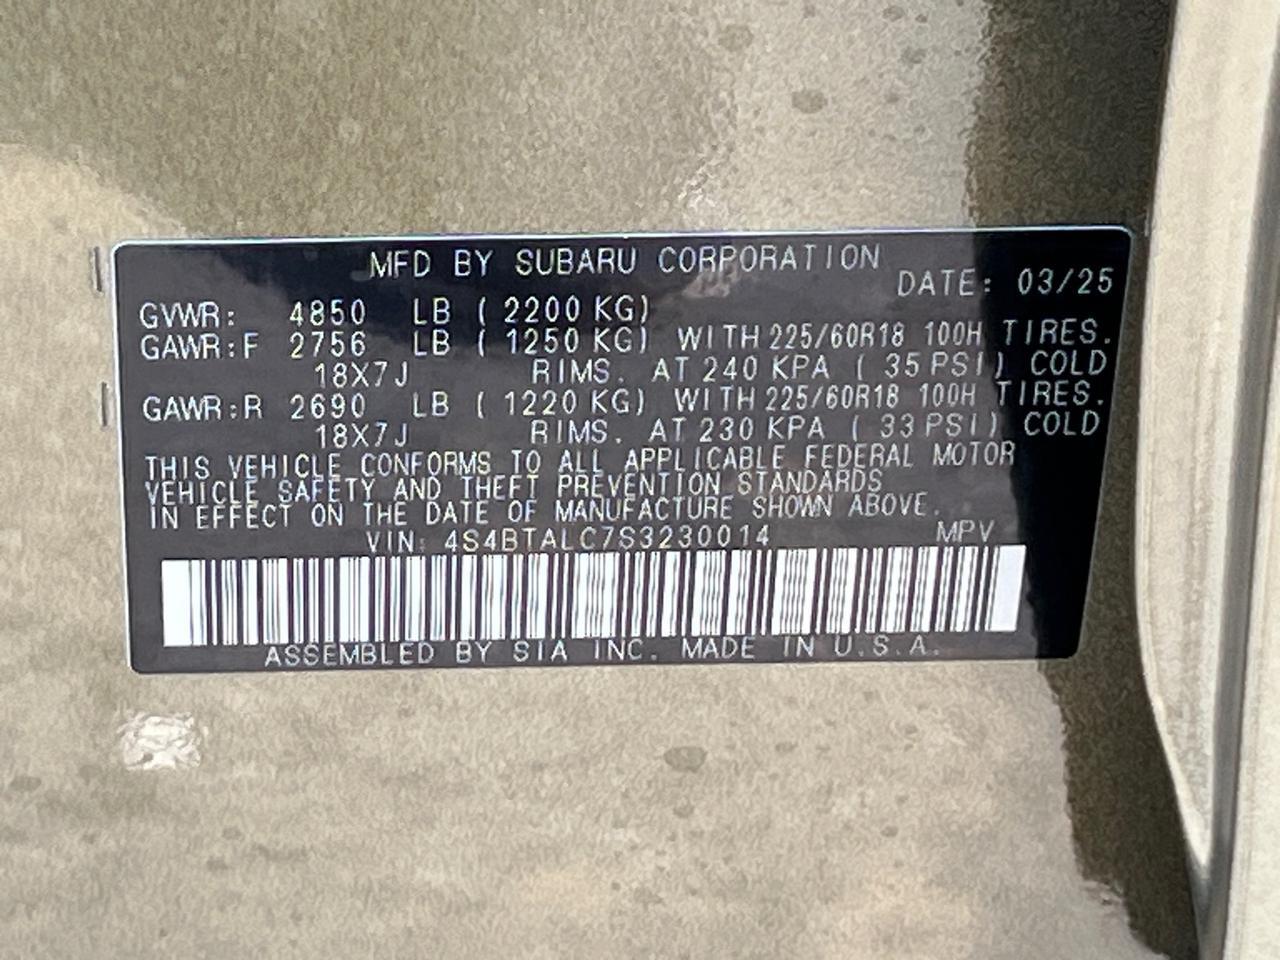 MFD BY SUBARU CORPORATION
DATE: 03/25
GVWR: 4850 LB ( 2200 KG)
GAWR:F 2756 LB ( 1250 KG) WITH 225/60R18 100H TIRES.
18X7J RIMS. AT 240 KPA ( 35 PSI) COLD
GAWR:R 2690 LB ( 1220 KG) WITH 225/60R18 100H TIRES.
18X7J RIMS. AT 230 KPA ( 33 PSI) COLD
THIS VEHICLE CONFORMS TO ALL APPLICABLE FEDERAL MOTOR
VEHICLE SAFETY AND THEFT PREVENTION STANDARDS
IN EFFECT ON THE DATE OF MANUFACTURE SHOWN ABOVE.
VIN: 4S4BTALC7S3230014 MPV
ASSEMBLED BY SIA INC. MADE IN U.S.A.